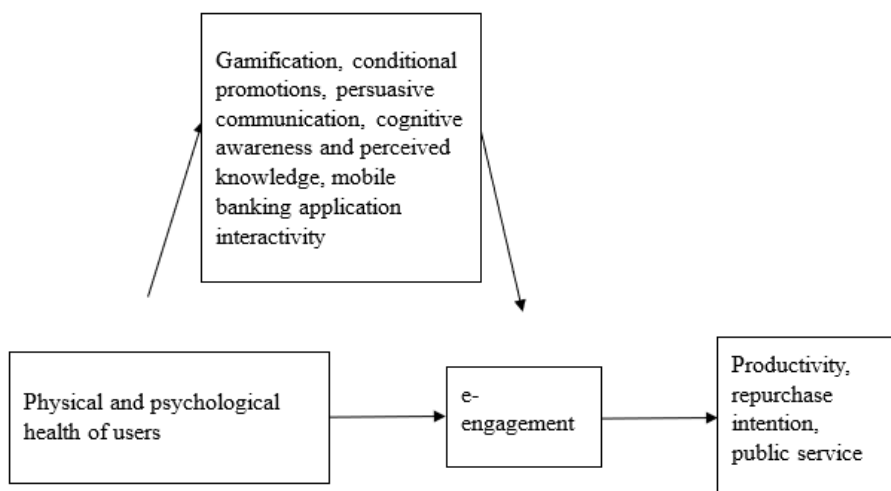 Gamification, conditional
promotions, persuasive
communication, cognitive
awareness and perceived
knowledge, mobile
banking application
interactivity
Physical and psychological
health of users
e-
engagement
Productivity,
repurchase
intention,
public service